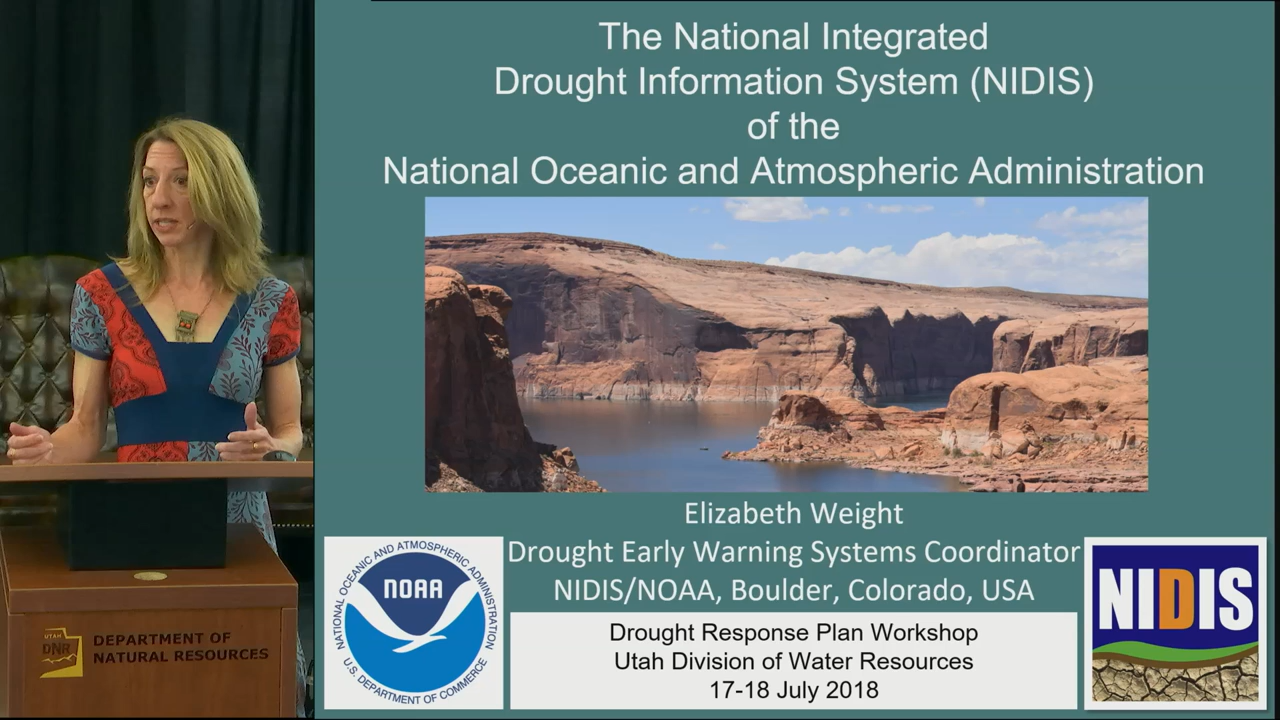 The National Integrated
Drought Information System (NIDIS)
of the
National Oceanic and Atmospheric Administration
Elizabeth Weight
Drought Early Warning Systems Coordinator
NIDIS/NOAA, Boulder, Colorado, USA
Drought Response Plan Workshop
Utah Division of Water Resources
17-18 July 2018
NATIONAL OCEANIC AND ATMOSPHERIC ADMINISTRATION
NOAA
U.S. DEPARTMENT OF COMMERCE
NIDIS
UTAH
DNR
DEPARTMENT OF
NATURAL RESOURCES